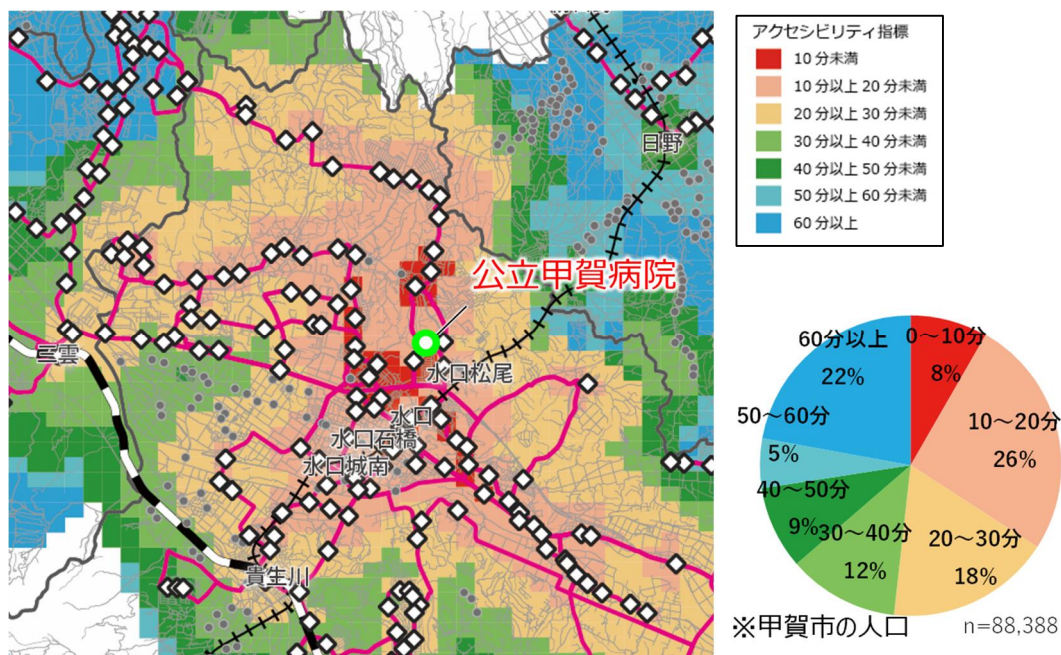 アクセシビリティ指標
10分未満
10分以上 20分未満
20分以上 30分未満
30分以上 40分未満
40分以上 50分未満
50分以上 60分未満
60分以上
日野
公立甲賀病院
三雲
水口松尾
水口
水口石橋
水口城南
貴生川
60分以上
22%
0～10分
8%
10～20分
26%
50～60分
5%
40～50分
9%
30～40分
12%
20～30分
18%
※甲賀市の人口
n=88,388